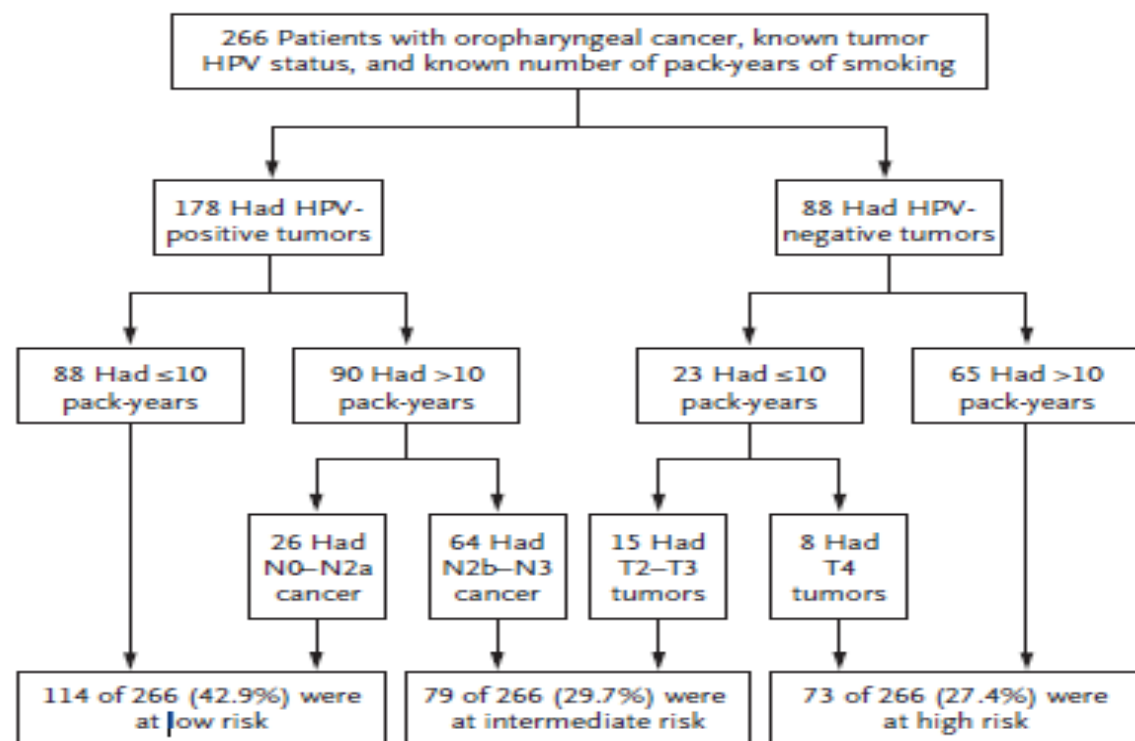 266 Patients with oropharyngeal cancer, known tumor
HPV status, and known number of pack-years of smoking
178 Had HPV-
positive tumors
88 Had HPV-
negative tumors
88 Had ≤10
pack-years
90 Had >10
pack-years
23 Had ≤10
pack-years
65 Had >10
pack-years
26 Had
N0–N2a
cancer
64 Had
N2b–N3
cancer
15 Had
T2–T3
tumors
8 Had
T4
tumors
114 of 266 (42.9%) were
at low risk
79 of 266 (29.7%) were
at intermediate risk
73 of 266 (27.4%) were
at high risk